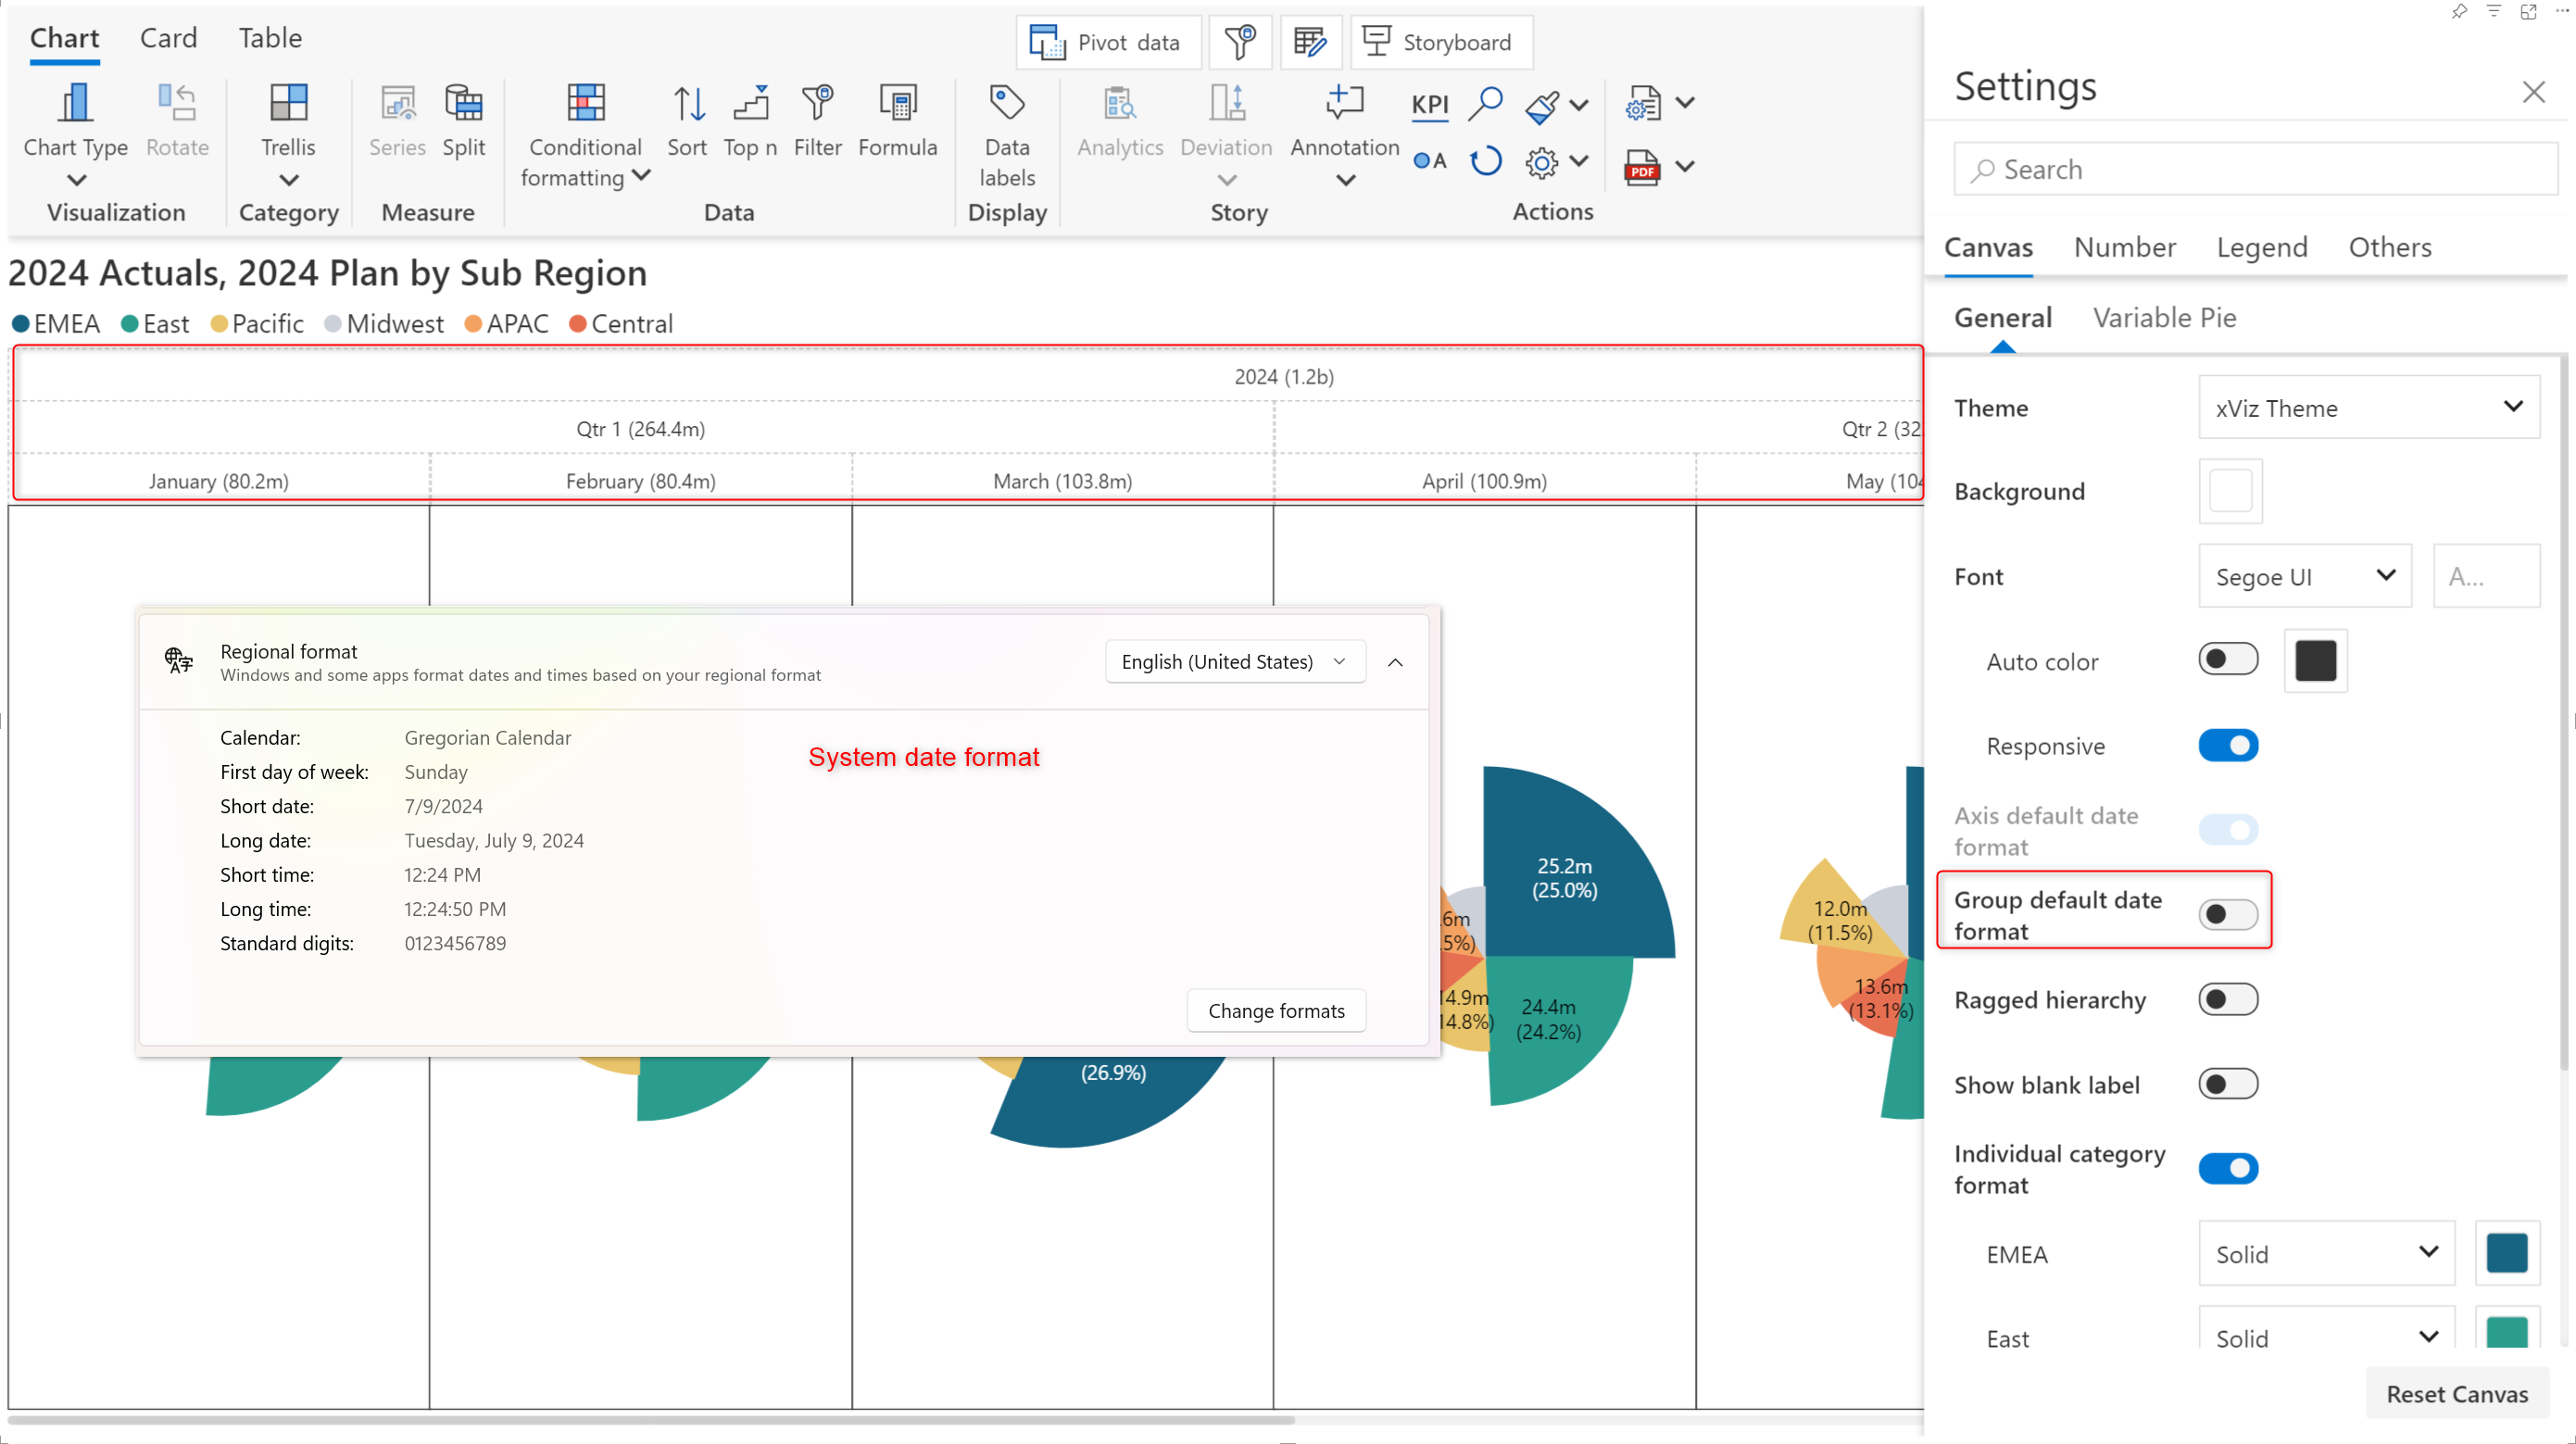 Chart Card Table
Pivot data
Storyboard
Chart Type
Rotate
Visualization
Trellis
Category
Series
Split
Measure
Conditional
formatting
Sort
Top n
Filter
Formula
Data
Data
labels
Display
Analytics
Deviation
Annotation
Story
KPI
A
PDF
Actions
2024 Actuals, 2024 Plan by Sub Region
EMEA East Pacific Midwest APAC Central
2024 (1.2b)
Qtr 1 (264.4m)
Qtr 2 (32
January (80.2m)
February (80.4m)
March (103.8m)
April (100.9m)
May (104
Regional format
Windows and some apps format dates and times based on your regional format
English (United States)
Calendar: Gregorian Calendar
First day of week: Sunday
Short date: 7/9/2024
Long date: Tuesday, July 9, 2024
Short time: 12:24 PM
Long time: 12:24:50 PM
Standard digits: 0123456789
System date format
Change formats
(26.9%)
25.2m
(25.0%)
24.4m
(24.2%)
.6m
.5%)
14.9m
14.8%)
12.0m
(11.5%)
13.6m
(13.1%)
Settings
Search
Canvas Number Legend Others
General Variable Pie
Theme
xViz Theme
Background
Font
Segoe UI
A...
Auto color
Responsive
Axis default date
format
Group default date
format
Ragged hierarchy
Show blank label
Individual category
format
EMEA
Solid
East
Solid
Reset Canvas